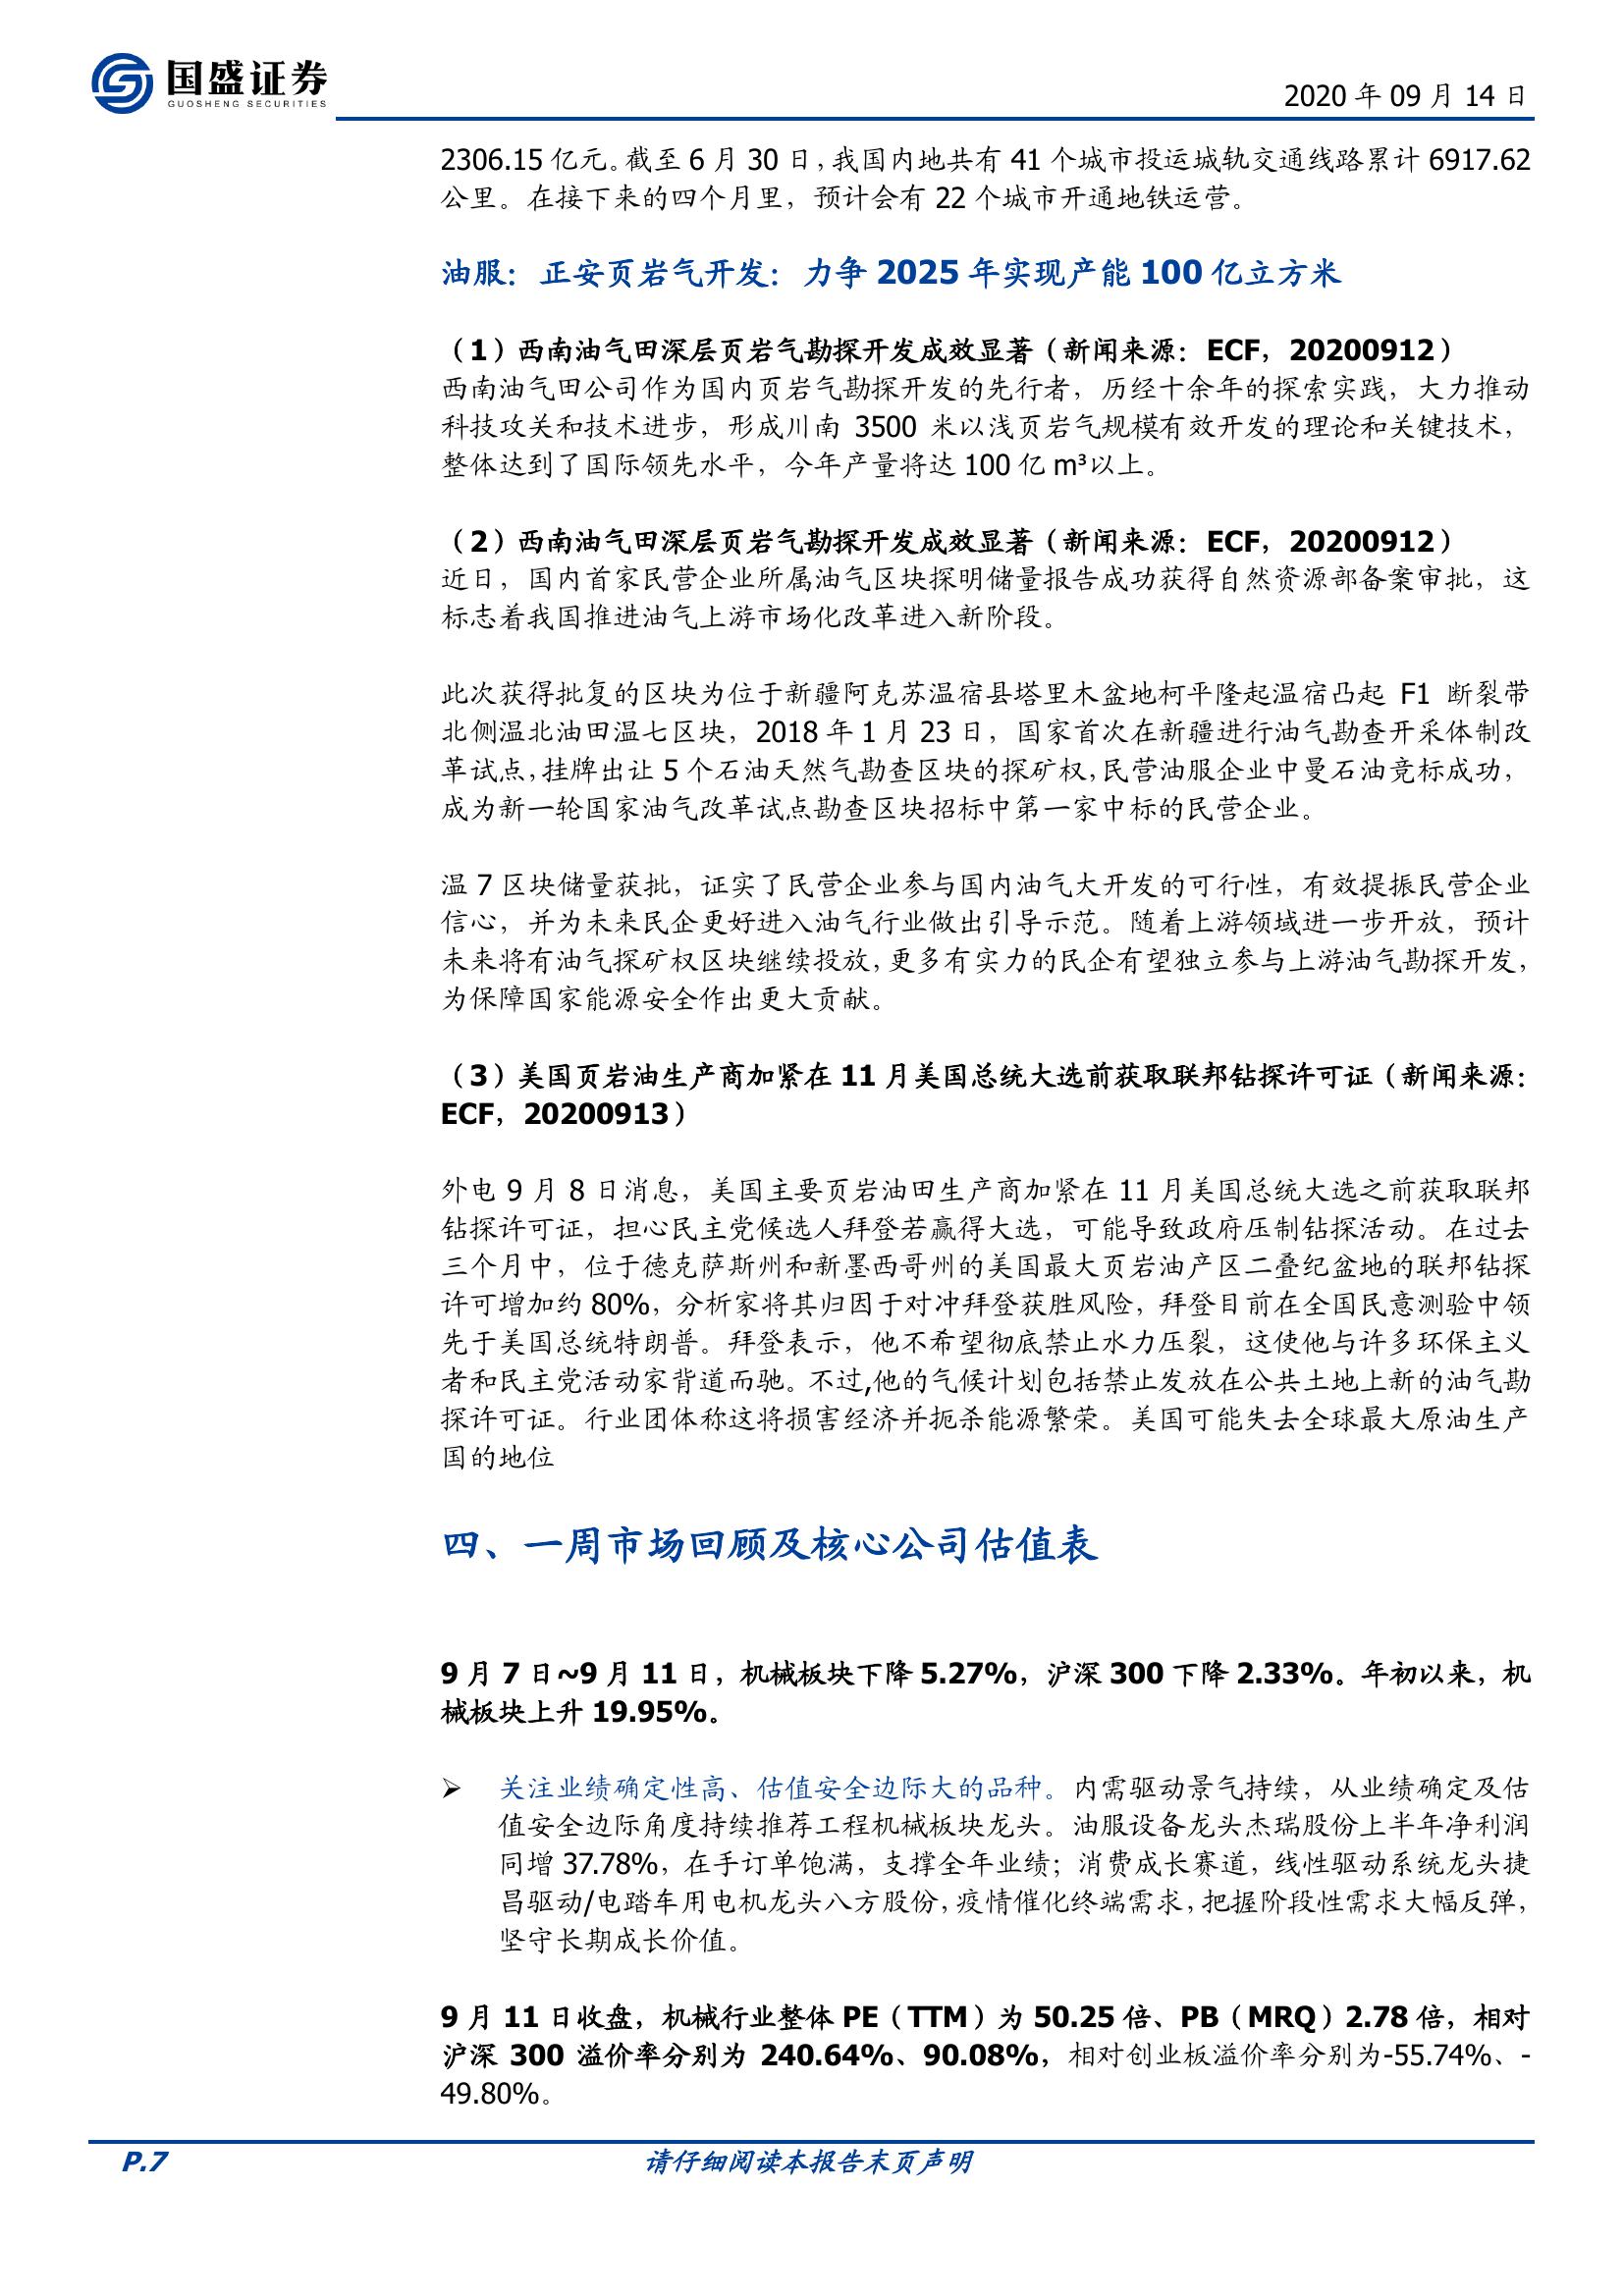 国盛证券
GUOSHENG SECURITIES
2020 年 09 月 14 日
2306.15 亿元。截至 6 月 30 日，我国内地共有 41 个城市投运城轨交通线路累计 6917.62
公里。在接下来的四个月里，预计会有 22 个城市开通地铁运营。
油服：正安页岩气开发：力争 2025 年实现产能 100 亿立方米
（1）西南油气田深层页岩气勘探开发成效显著（新闻来源：ECF，20200912）
西南油气田公司作为国内页岩气勘探开发的先行者，历经十余年的探索实践，大力推动
科技攻关和技术进步，形成川南 3500 米以浅页岩气规模有效开发的理论和关键技术，
整体达到了国际领先水平，今年产量将达 100 亿 m³以上。
（2）西南油气田深层页岩气勘探开发成效显著（新闻来源：ECF，20200912）
近日，国内首家民营企业所属油气区块探明储量报告成功获得自然资源部备案审批，这
标志着我国推进油气上游市场化改革进入新阶段。
此次获得批复的区块为位于新疆阿克苏温宿县塔里木盆地柯平隆起温宿凸起 F1 断裂带
北侧温北油田温七区块，2018 年 1 月 23 日，国家首次在新疆进行油气勘查开采体制改
革试点，挂牌出让 5 个石油天然气勘查区块的探矿权，民营油服企业中曼石油竞标成功，
成为新一轮国家油气改革试点勘查区块招标中第一家中标的民营企业。
温 7 区块储量获批，证实了民营企业参与国内油气大开发的可行性，有效提振民营企业
信心，并为未来民企更好进入油气行业做出引导示范。随着上游领域进一步开放，预计
未来将有油气探矿权区块继续投放，更多有实力的民企有望独立参与上游油气勘探开发，
为保障国家能源安全作出更大贡献。
（3）美国页岩油生产商加紧在 11 月美国总统大选前获取联邦钻探许可证（新闻来源：
ECF，20200913）
外电 9 月 8 日消息，美国主要页岩油田生产商加紧在 11 月美国总统大选之前获取联邦
钻探许可证，担心民主党候选人拜登若赢得大选，可能导致政府压制钻探活动。在过去
三个月中，位于德克萨斯州和新墨西哥州的美国最大页岩油产区二叠纪盆地的联邦钻探
许可增加约 80%，分析家将其归因于对冲拜登获胜风险，拜登目前在全国民意测验中领
先于美国总统特朗普。拜登表示，他不希望彻底禁止水力压裂，这使他与许多环保主义
者和民主党活动家背道而驰。不过,他的气候计划包括禁止发放在公共土地上新的油气勘
探许可证。行业团体称这将损害经济并扼杀能源繁荣。美国可能失去全球最大原油生产
国的地位
四、一周市场回顾及核心公司估值表
9 月 7 日~9 月 11 日，机械板块下降 5.27%，沪深 300 下降 2.33%。年初以来，机
械板块上升 19.95%。
➢ 关注业绩确定性高、估值安全边际大的品种。内需驱动景气持续，从业绩确定及估
值安全边际角度持续推荐工程机械板块龙头。油服设备龙头杰瑞股份上半年净利润
同增 37.78%，在手订单饱满，支撑全年业绩；消费成长赛道，线性驱动系统龙头捷
昌驱动/电踏车用电机龙头八方股份，疫情催化终端需求，把握阶段性需求大幅反弹，
坚守长期成长价值。
9 月 11 日收盘，机械行业整体 PE（TTM）为 50.25 倍、PB（MRQ）2.78 倍，相对
沪深 300 溢价率分别为 240.64%、90.08%，相对创业板溢价率分别为-55.74%、-
49.80%。
P.7
请仔细阅读本报告末页声明